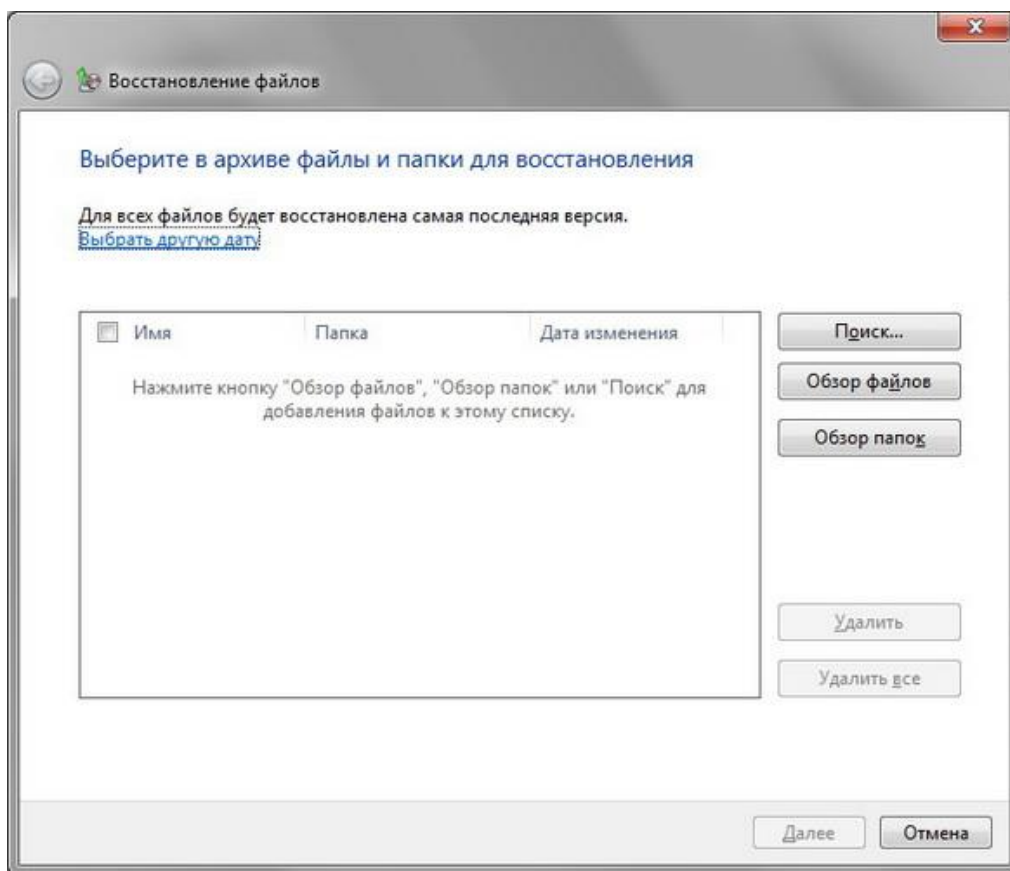 Восстановление файлов
Выберите в архиве файлы и папки для восстановления
Для всех файлов будет восстановлена самая последняя версия.
Выбрать другую дату
Имя Папка Дата изменения
Нажмите кнопку "Обзор файлов", "Обзор папок" или "Поиск" для
добавления файлов к этому списку.
Поиск...
Обзор файлов
Обзор папок
Удалить
Удалить все
Далее Отмена